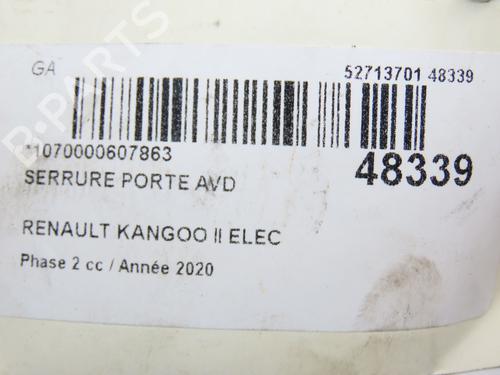 GA
52713701 48339
*1070000607863
48339
SERRURE PORTE AVD
RENAULT KANGOO II ELEC
Phase 2 cc / Année 2020
B-PARTS